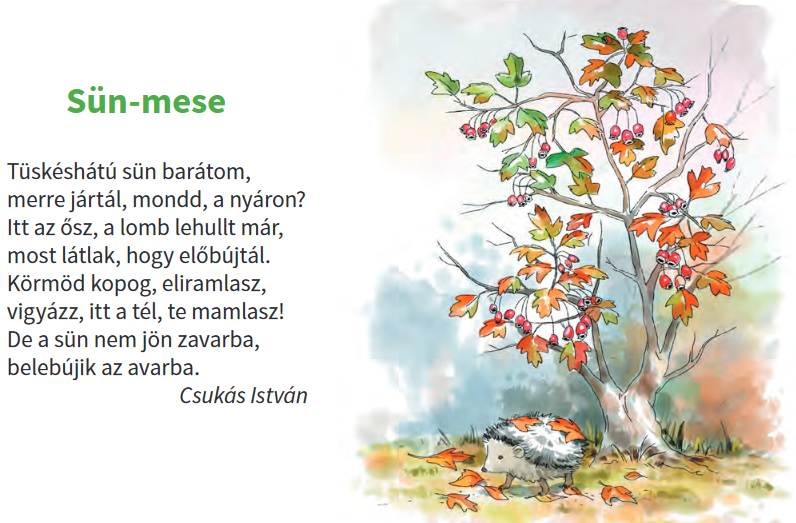 Sün-mese
Tüskéshátú sün barátom,
merre jártál, mondd, a nyáron?
Itt az ősz, a lomb lehullt már,
most látlak, hogy előbújtál.
Körmöd kopog, eliramlasz,
vigyázz, itt a tél, te mamlasz!
De a sün nem jön zavarba,
belebújik az avarba.
Csukás István